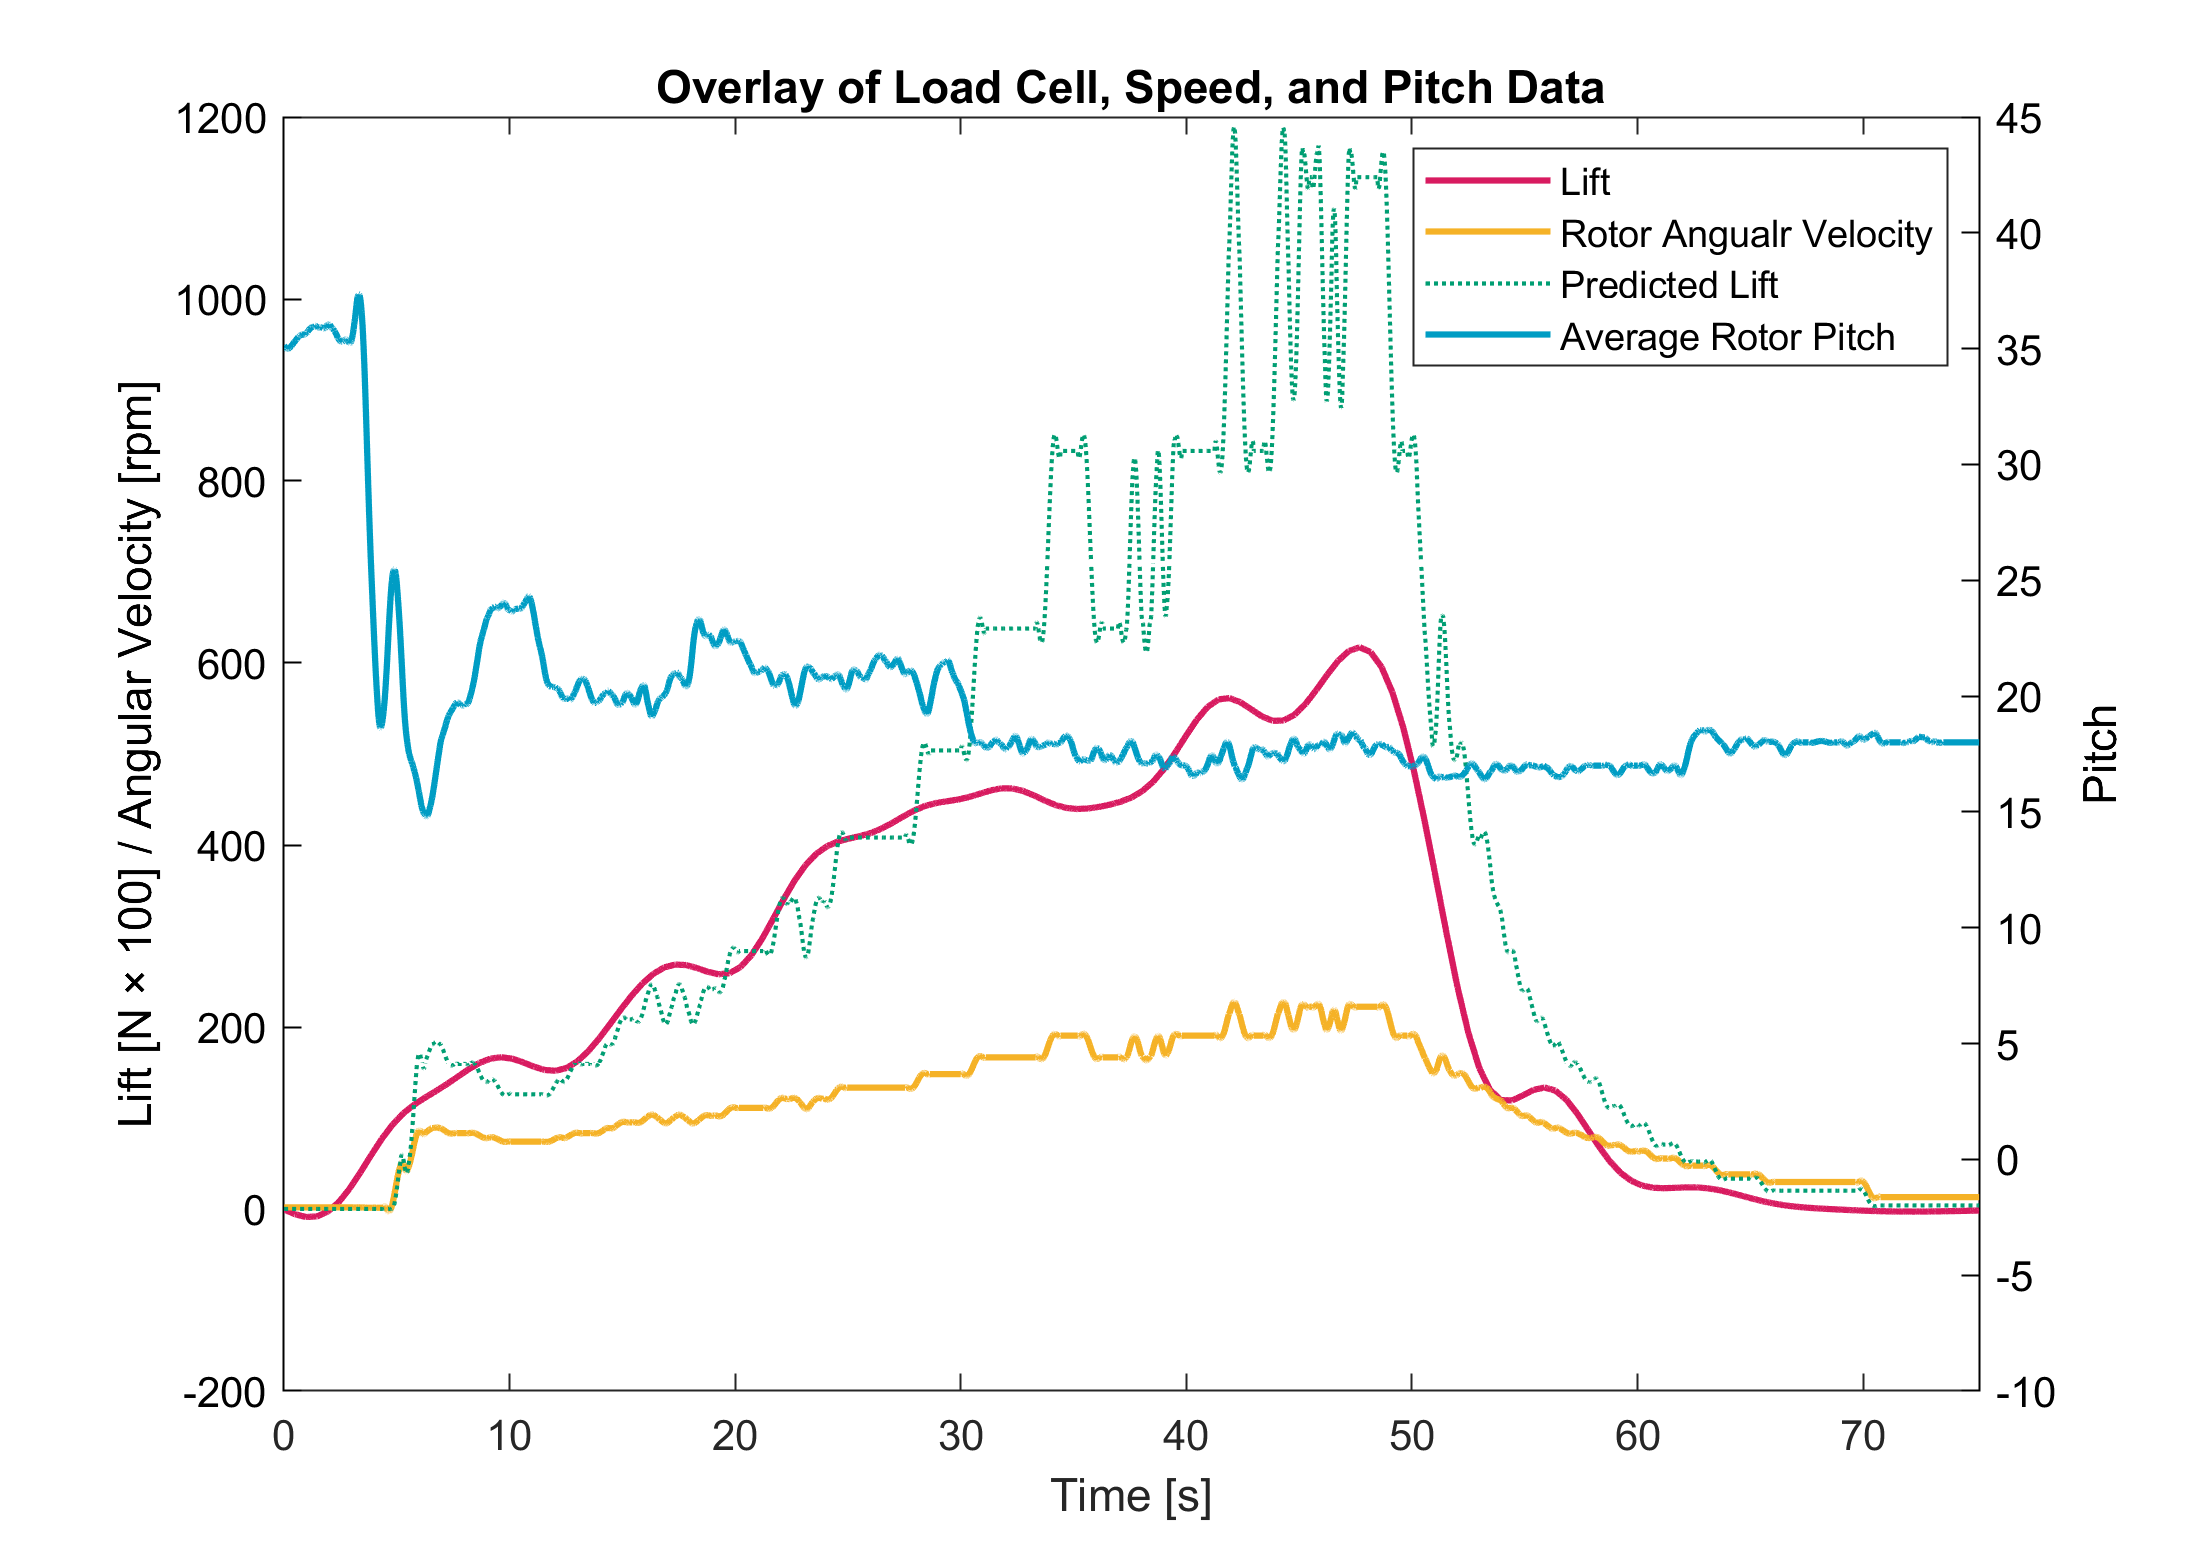 Overlay of Load Cell, Speed, and Pitch Data
1200
1000
800
600
400
200
0
-200
Lift [N × 100] / Angular Velocity [rpm]
45
40
35
30
25
20
15
10
5
0
-5
-10
Pitch
Lift
Rotor Angualr Velocity
Predicted Lift
Average Rotor Pitch
0 10 20 30 40 50 60 70
Time [s]